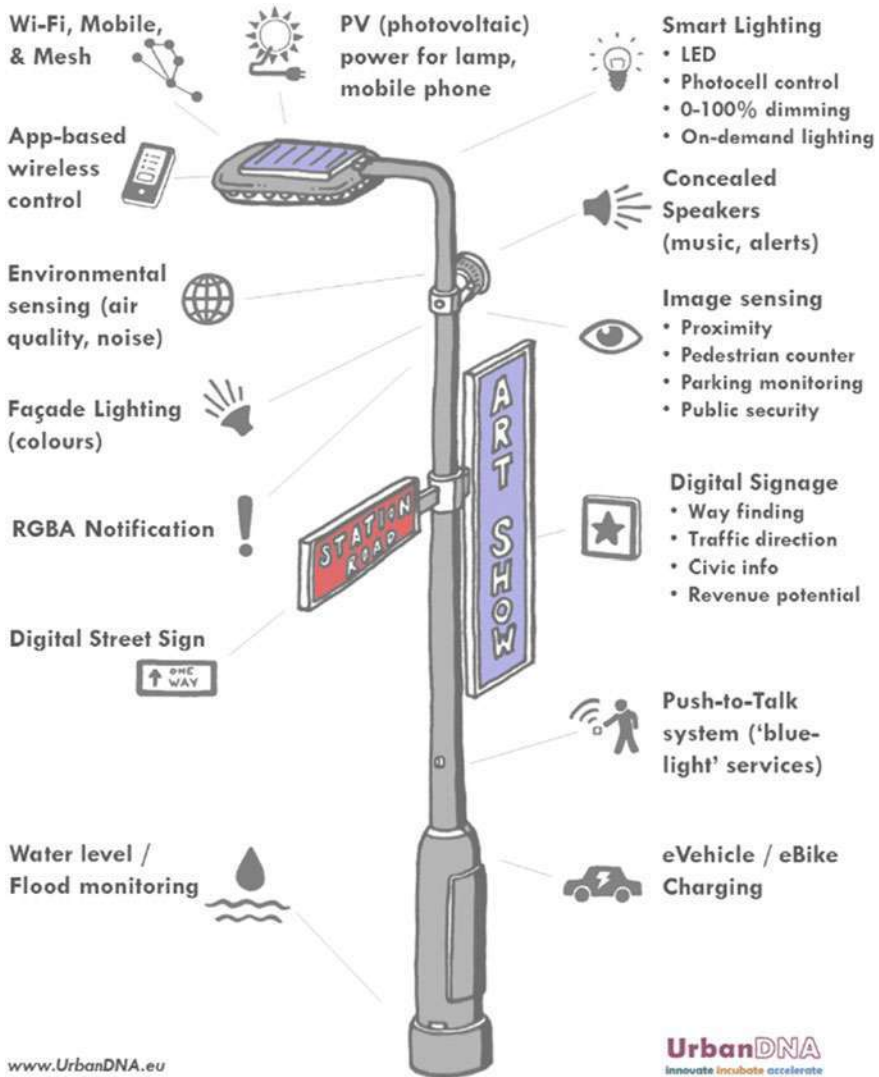 Wi-Fi, Mobile,
& Mesh
PV (photovoltaic)
power for lamp,
mobile phone
Smart Lighting
• LED
• Photocell control
• 0-100% dimming
• On-demand lighting
App-based
wireless
control
Concealed
Speakers
(music, alerts)
Environmental
sensing (air
quality, noise)
Image sensing
• Proximity
• Pedestrian counter
• Parking monitoring
• Public security
Façade Lighting
(colours)
ART SHOW
RGBA Notification
STATION
ROAD
Digital Signage
• Way finding
• Traffic direction
• Civic info
• Revenue potential
Digital Street Sign
ONE
WAY
Push-to-Talk
system (‘blue-
light’ services)
Water level /
Flood monitoring
eVehicle / eBike
Charging
www.UrbanDNA.eu
UrbanDNA
innovate incubate accelerate